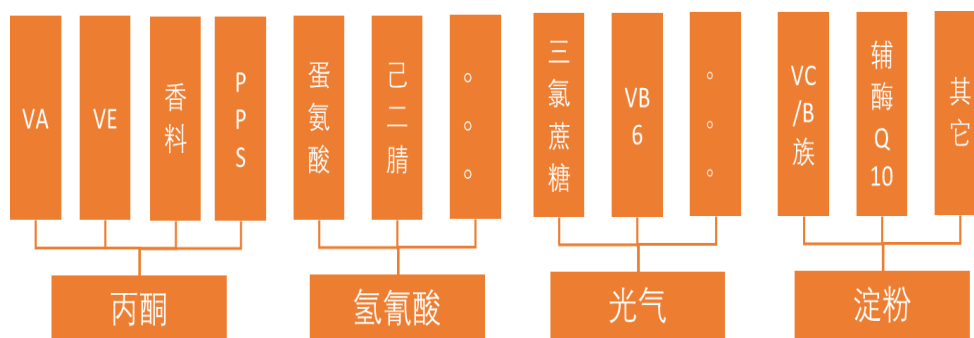 VA
VE
香料
PPS
蛋氨酸
己二腈
。。。
三氯蔗糖
VB6
。。。
VC/B族
辅酶Q10
其它
丙酮
氢氰酸
光气
淀粉